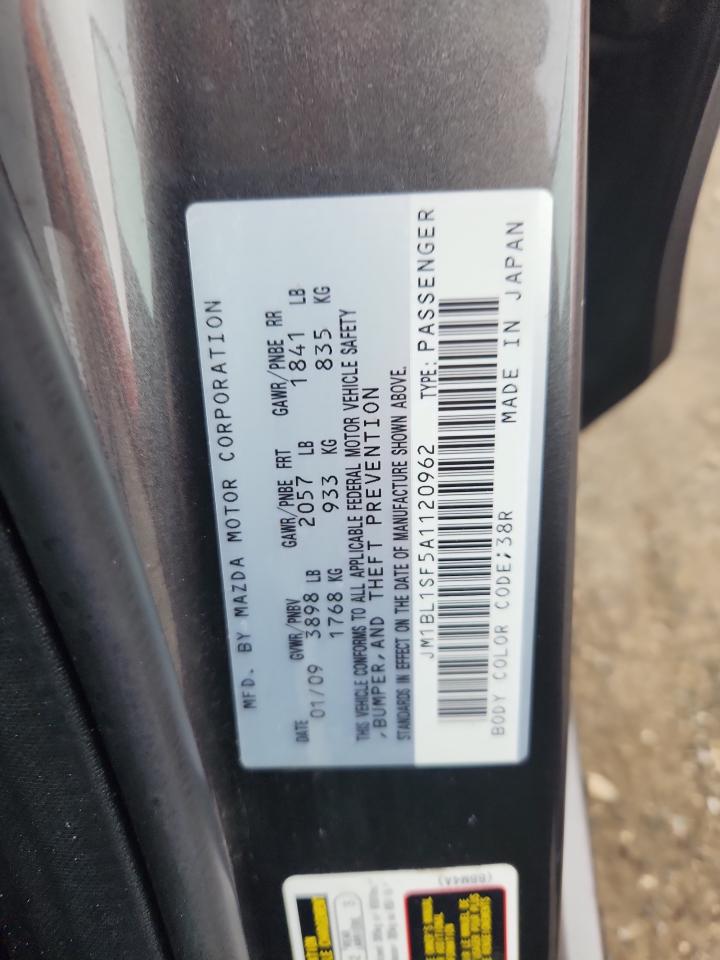 MFD. BY MAZDA MOTOR CORPORATION
DATE GVWR/PNBV GAWR/PNBE FRT GAWR/PNBE RR
01/09 3898 LB 2057 LB 1841 LB
1768 KG 933 KG 835 KG
THIS VEHICLE CONFORMS TO ALL APPLICABLE FEDERAL MOTOR VEHICLE SAFETY
,BUMPER,AND THEFT PREVENTION
STANDARDS IN EFFECT ON THE DATE OF MANUFACTURE SHOWN ABOVE.
JM1BL1SF5A1120962 TYPE: PASSENGER
BODY COLOR CODE;38R MADE IN JAPAN
(BBM4A)